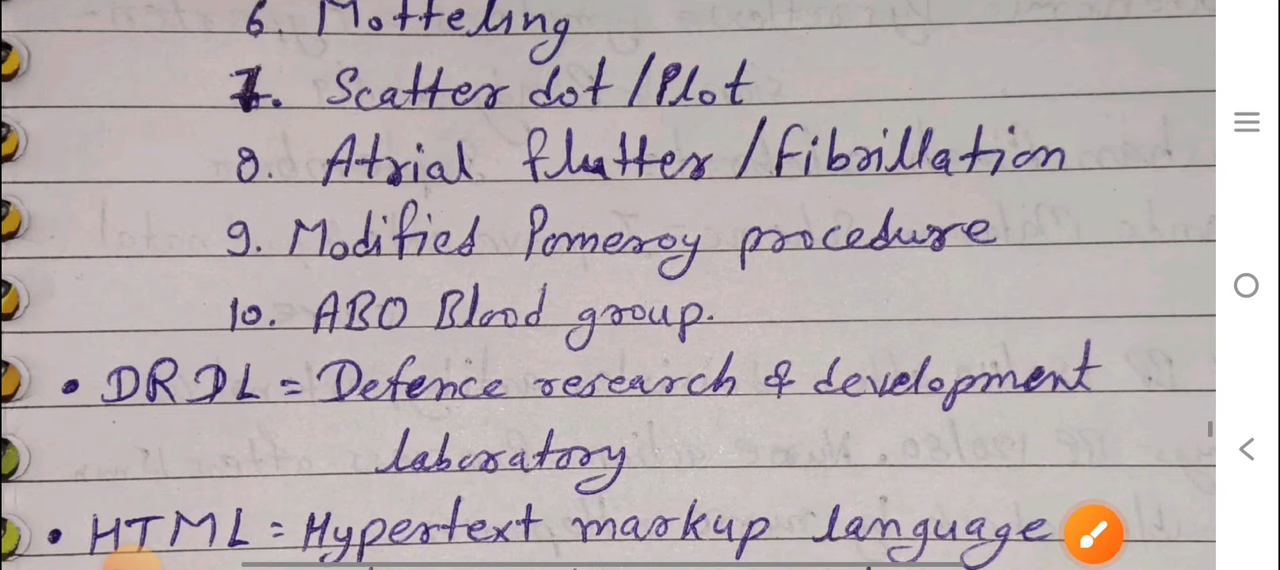 6. Motteling
7. Scatter dot / Plot
8. Atrial flutter / fibrillation
9. Modified Pomeroy procedure
10. ABO Blood group.
• DRDL = Defence research & development
laboratory
• HTML = Hypertext markup language